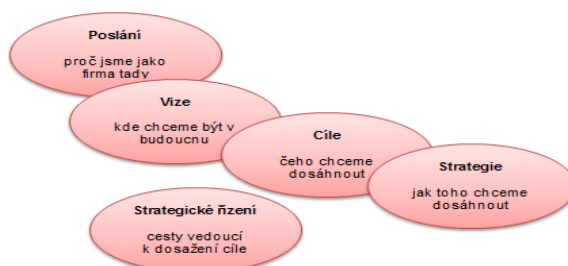 Poslání
proč jsme jako
firma tady
Vize
kde chceme být v
budoucnu
Cíle
čeho chceme
dosáhnout
Strategie
jak toho chceme
dosáhnout
Strategické řízení
cesty vedoucí
k dosažení cíle